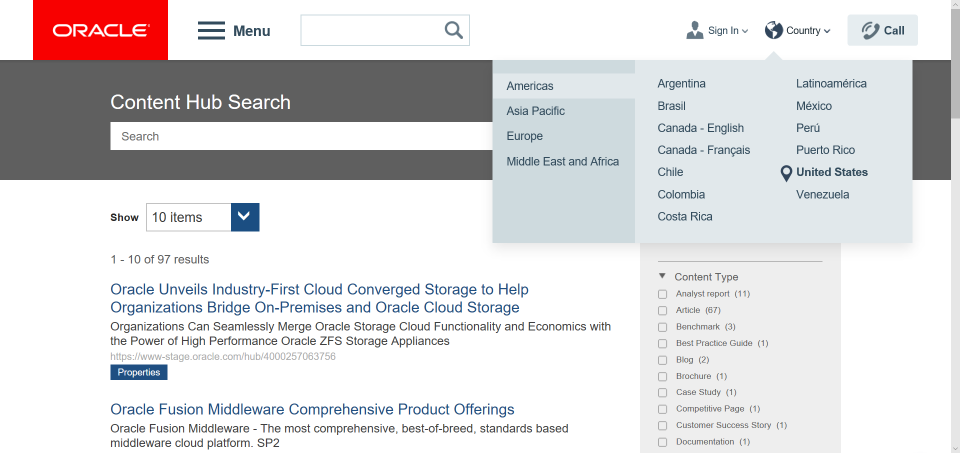 ORACLE
Menu
Sign In
Country
Call
Content Hub Search
Search
Americas
Asia Pacific
Europe
Middle East and Africa
Argentina
Brasil
Canada - English
Canada - Français
Chile
Colombia
Costa Rica
Latinoamérica
México
Perú
Puerto Rico
United States
Venezuela
Show
10 items
1 - 10 of 97 results
Oracle Unveils Industry-First Cloud Converged Storage to Help
Organizations Bridge On-Premises and Oracle Cloud Storage
Organizations Can Seamlessly Merge Oracle Storage Cloud Functionality and Economics with
the Power of High Performance Oracle ZFS Storage Appliances
https://www-stage.oracle.com/hub/4000257063756
Properties
Oracle Fusion Middleware Comprehensive Product Offerings
Oracle Fusion Middleware - The most comprehensive, best-of-breed, standards based
middleware cloud platform. SP2
Content Type
Analyst report (11)
Article (67)
Benchmark (3)
Best Practice Guide (1)
Blog (2)
Brochure (1)
Case Study (1)
Competitive Page (1)
Customer Success Story (1)
Documentation (1)